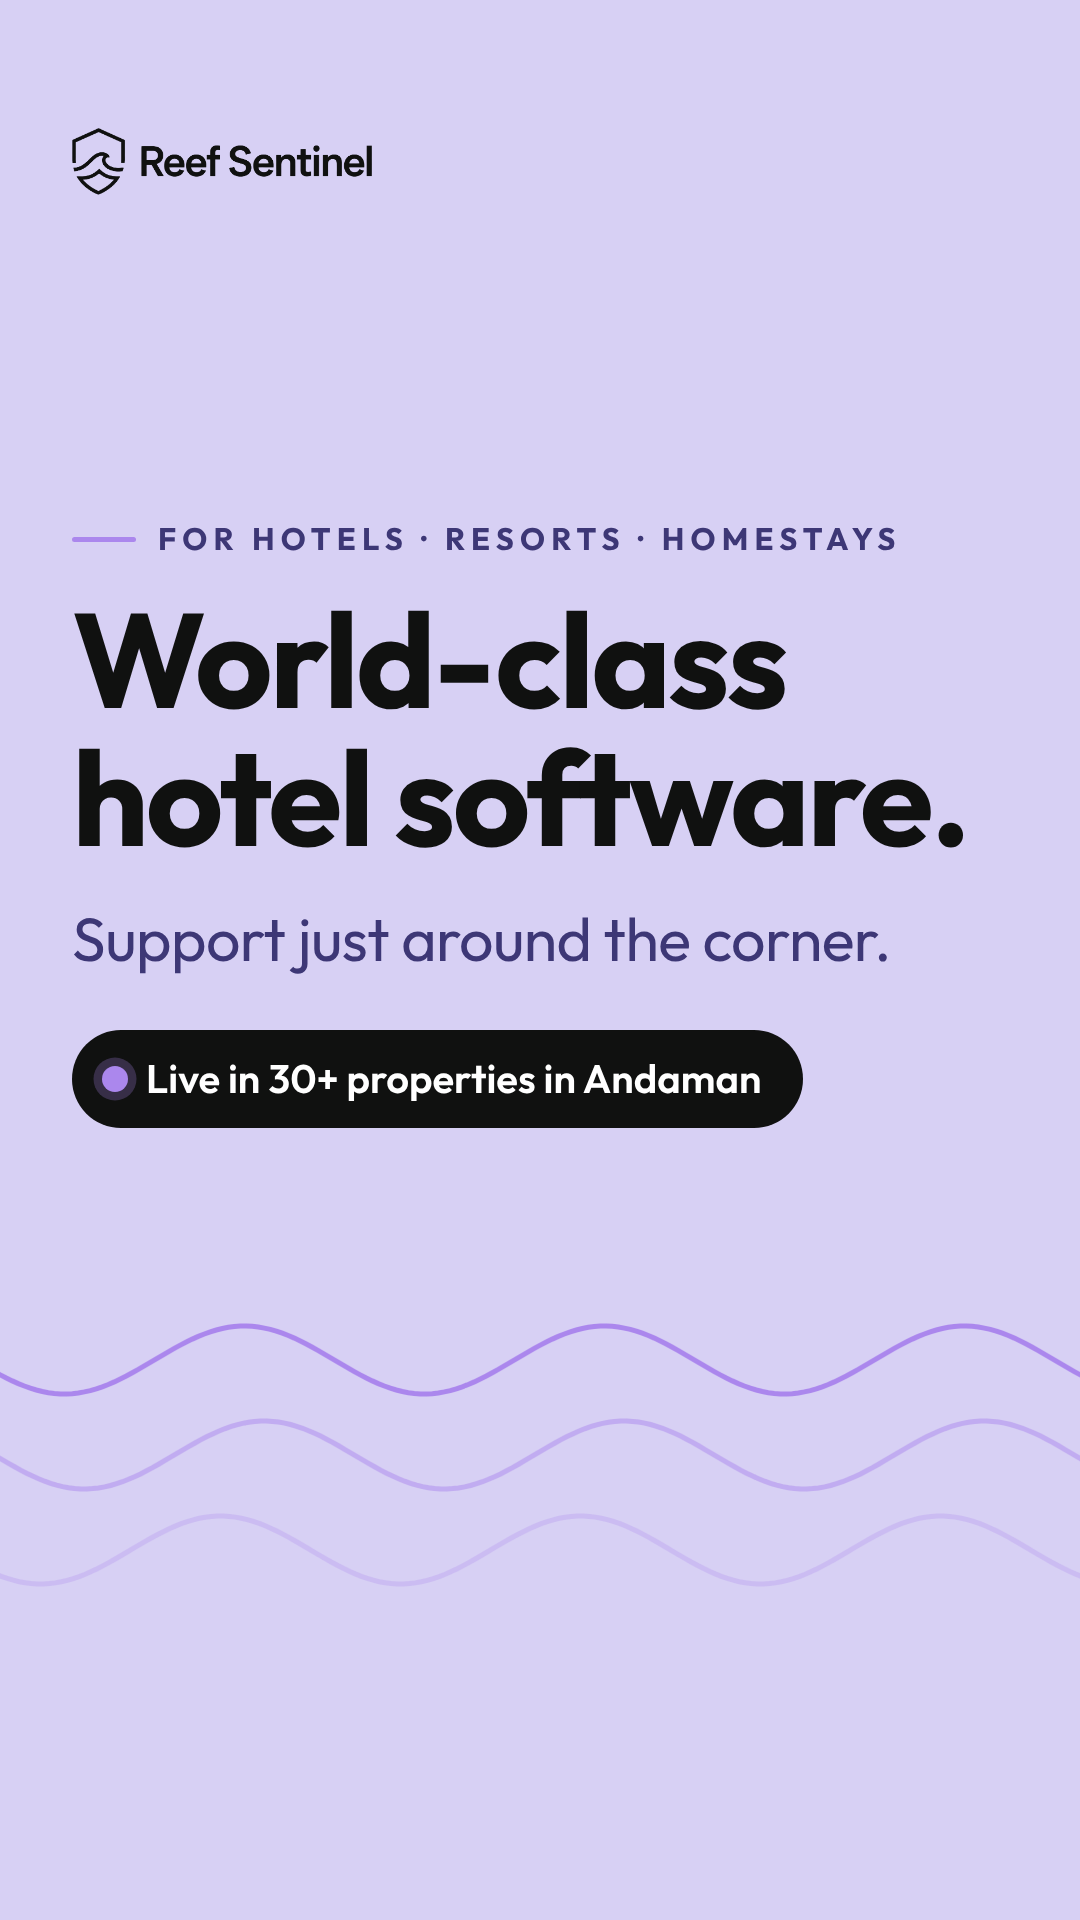 Reef Sentinel
FOR HOTELS · RESORTS · HOMESTAYS
World-class
hotel software.
Support just around the corner.
Live in 30+ properties in Andaman